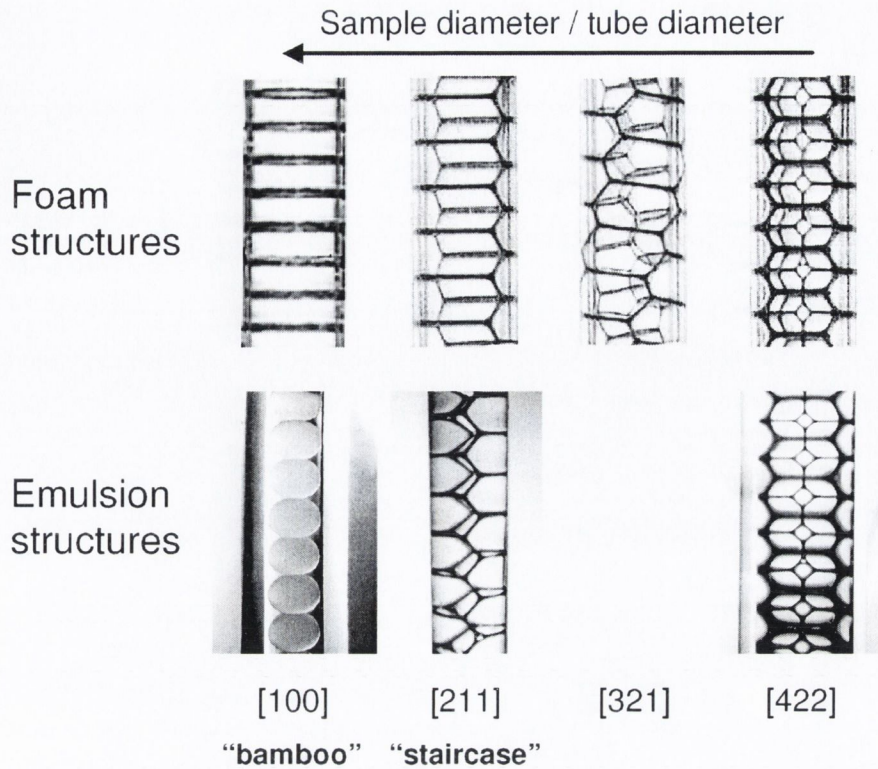 Sample diameter / tube diameter
Foam
structures
Emulsion
structures
[100] [211] [321] [422]
“bamboo” “staircase”